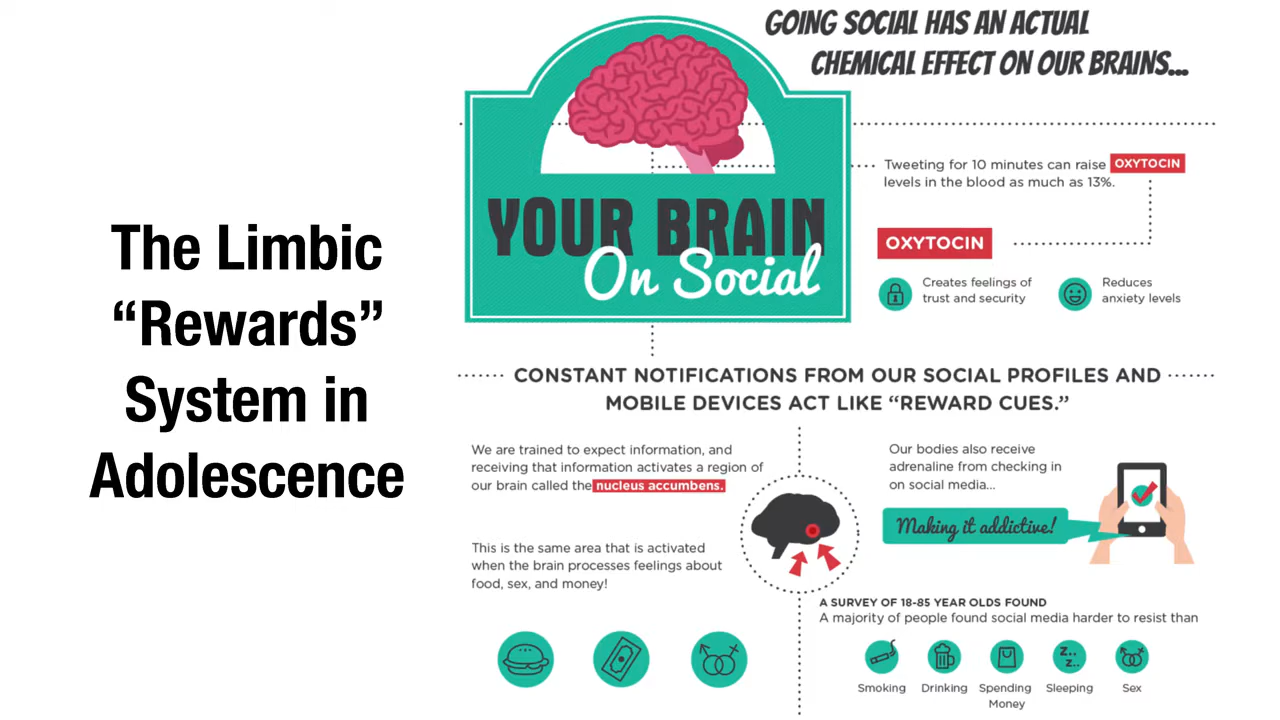 The Limbic
“Rewards”
System in
Adolescence
GOING SOCIAL HAS AN ACTUAL
CHEMICAL EFFECT ON OUR BRAINS...
YOUR BRAIN
On Social
Tweeting for 10 minutes can raise OXYTOCIN
levels in the blood as much as 13%.
OXYTOCIN
Creates feelings of
trust and security
Reduces
anxiety levels
CONSTANT NOTIFICATIONS FROM OUR SOCIAL PROFILES AND
MOBILE DEVICES ACT LIKE “REWARD CUES.”
We are trained to expect information, and
receiving that information activates a region of
our brain called the nucleus accumbens.
This is the same area that is activated
when the brain processes feelings about
food, sex, and money!
Our bodies also receive
adrenaline from checking in
on social media...
Making it addictive!
A SURVEY OF 18-85 YEAR OLDS FOUND
A majority of people found social media harder to resist than
z..
z..
Smoking
Drinking
Spending
Money
Sleeping
Sex